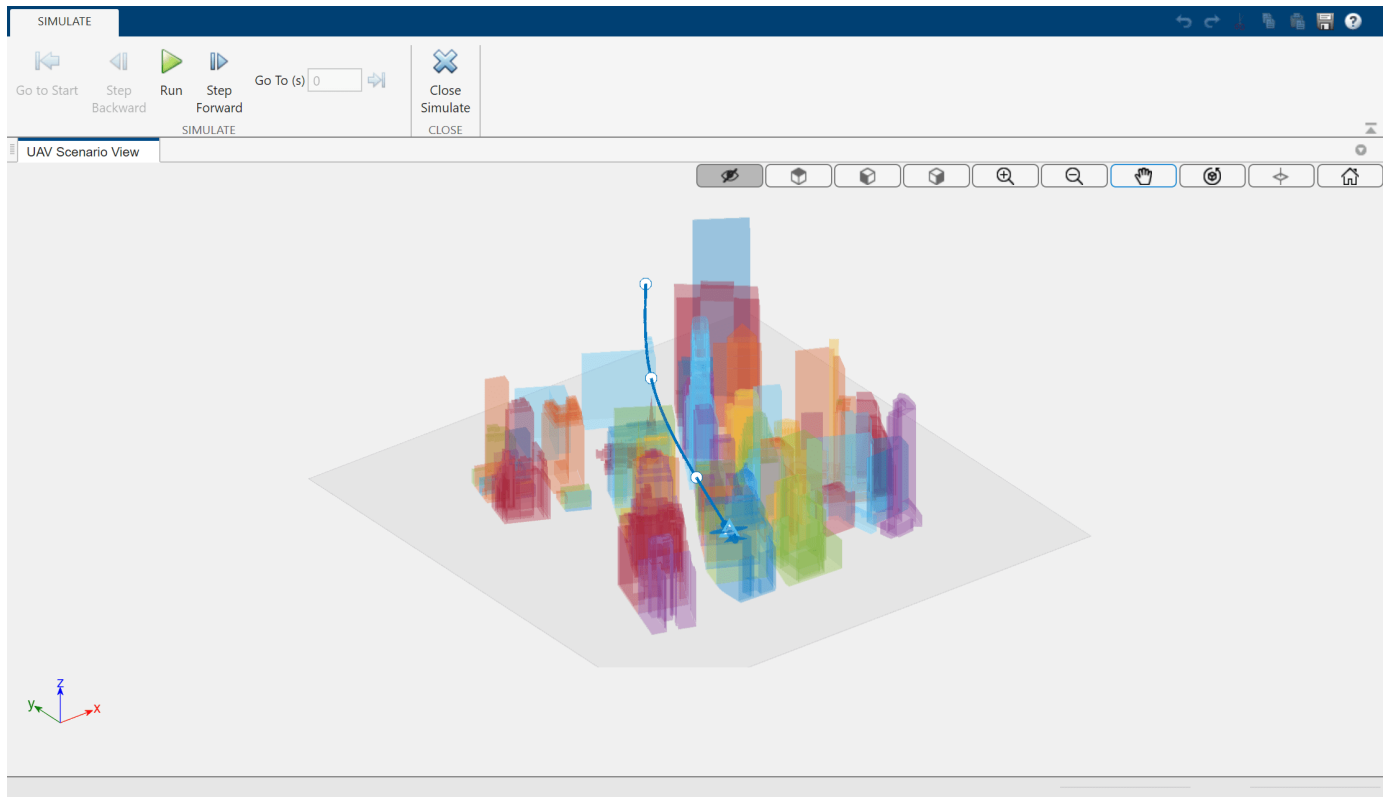 SIMULATE
Go to Start
Step
Backward
Run
Step
Forward
Go To (s) 0
Close
Simulate
SIMULATE
CLOSE
UAV Scenario View
z
y
x